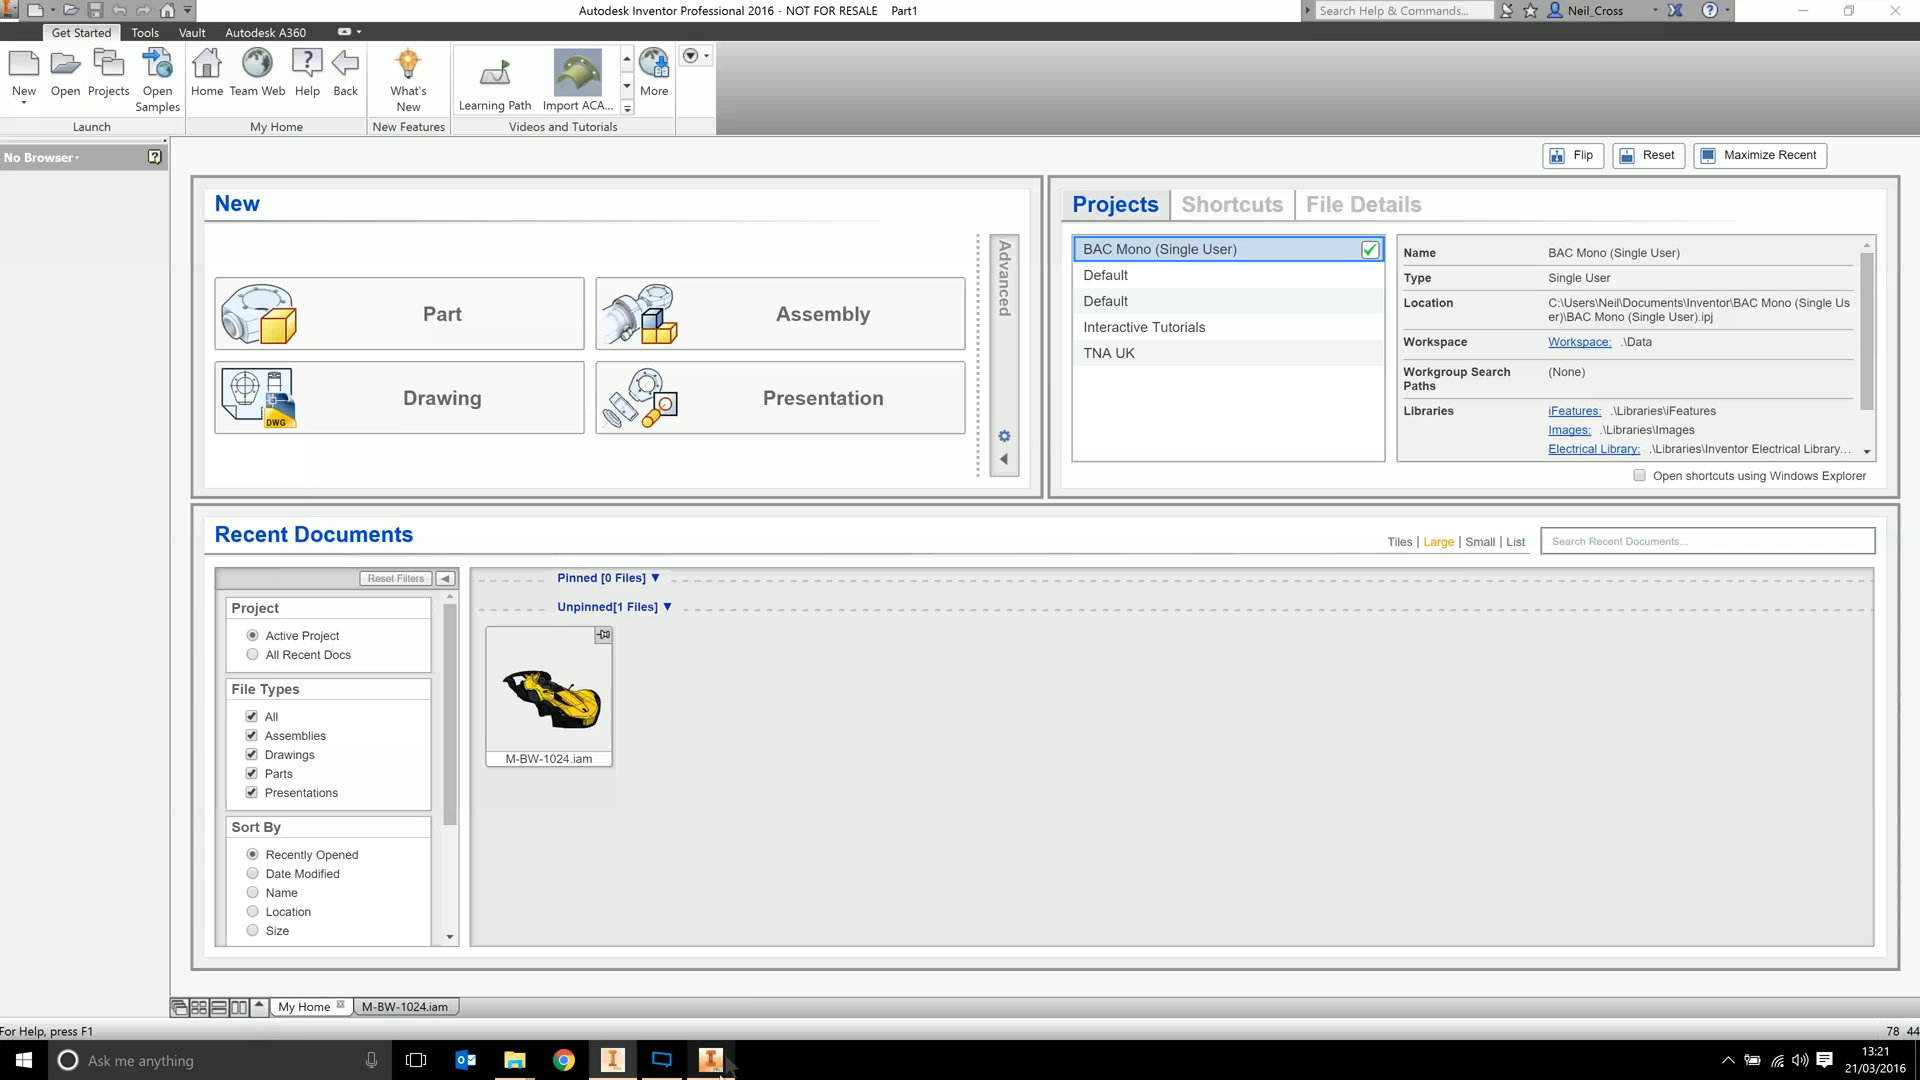 Autodesk Inventor Professional 2016 - NOT FOR RESALE Part1
Search Help & Commands...
Neil_Cross
Get Started Tools Vault Autodesk A360
New Open Projects Open Samples
Home Team Web Help Back
What's New
Learning Path Import ACA... More
Launch My Home New Features Videos and Tutorials
No Browser
Flip Reset Maximize Recent
New
Part
Assembly
Drawing
DWG
Presentation
Advanced
Projects Shortcuts File Details
BAC Mono (Single User)
Default
Default
Interactive Tutorials
TNA UK
Name BAC Mono (Single User)
Type Single User
Location C:\Users\Neil\Documents\Inventor\BAC Mono (Single Us
er)\BAC Mono (Single User).ipj
Workspace Workspace: .\Data
Workgroup Search Paths (None)
Libraries iFeatures: .\Libraries\iFeatures
Images: .\Libraries\Images
Electrical Library: .\Libraries\Inventor Electrical Library...
Open shortcuts using Windows Explorer
Recent Documents
Tiles | Large | Small | List
Search Recent Documents...
Reset Filters
Project
Active Project
All Recent Docs
File Types
All
Assemblies
Drawings
Parts
Presentations
Sort By
Recently Opened
Date Modified
Name
Location
Size
Pinned [0 Files]
Unpinned[1 Files]
M-BW-1024.iam
My Home M-BW-1024.iam
For Help, press F1
78 44
Ask me anything
13:21
21/03/2016